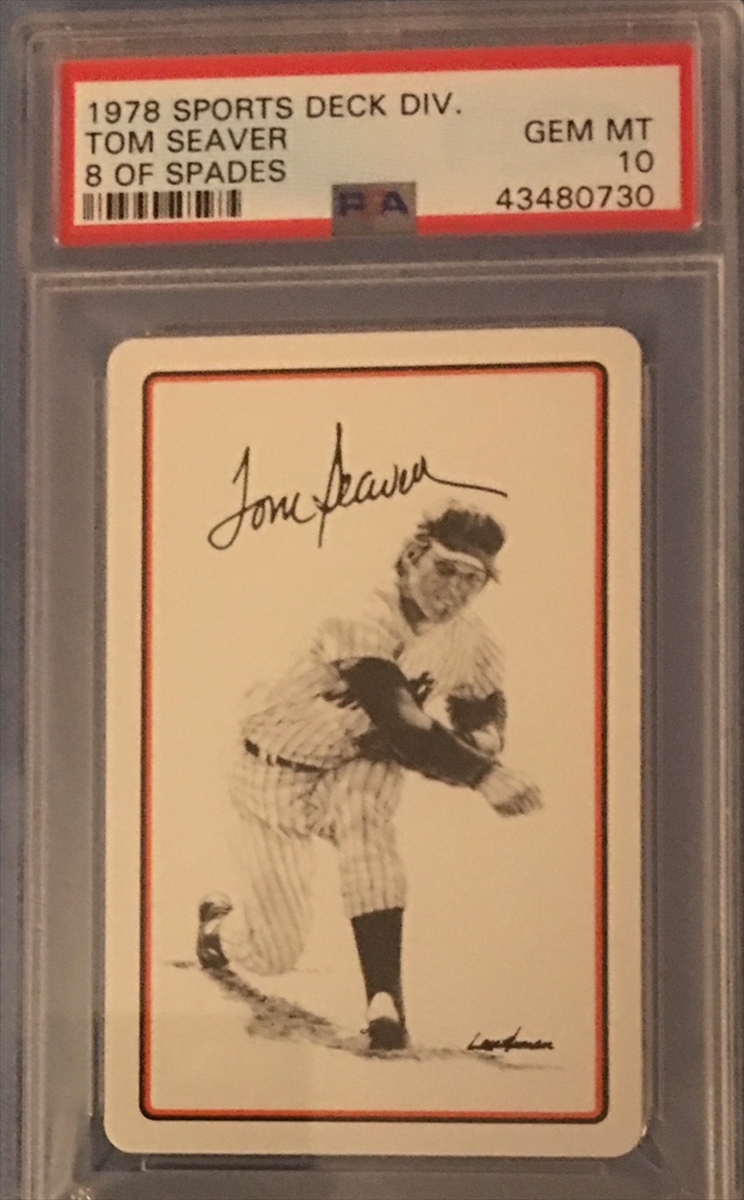 1978 SPORTS DECK DIV.
TOM SEAVER
GEM MT
8 OF SPADES
10
43480730
PSA
Tom Seaver